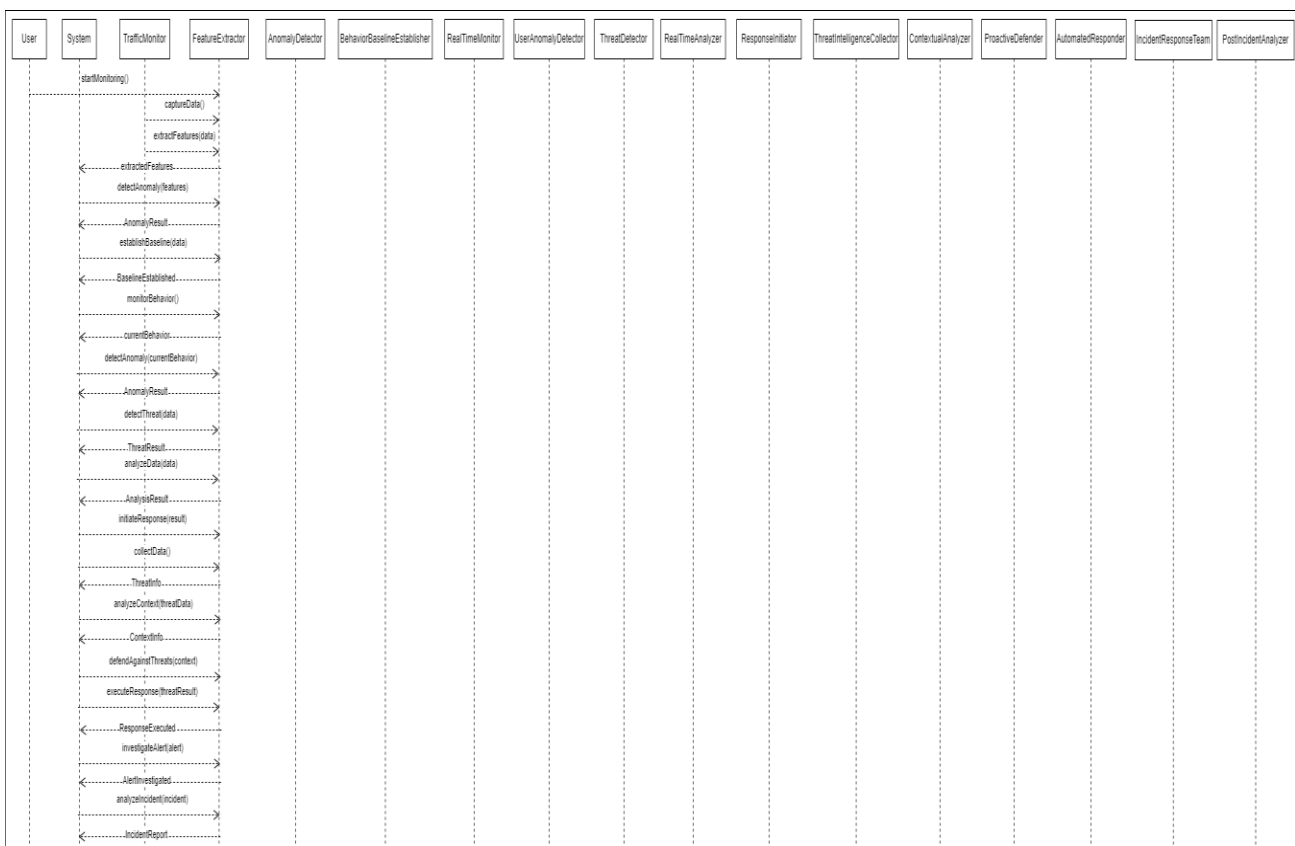 User
System
TrafficMonitor
FeatureExtractor
AnomalyDetector
BehaviorBaselineEstablisher
RealTimeMonitor
UserAnomalyDetector
ThreatDetector
RealTimeAnalyzer
ResponseInitiator
ThreatIntelligenceCollector
ContextualAnalyzer
ProactiveDefender
AutomatedResponder
IncidentResponseTeam
PostIncidentAnalyzer
startMonitoring()
captureData()
extractFeatures(data)
extractedFeatures
detectAnomaly(features)
AnomalyResult
establishBaseline(data)
BaselineEstablished
monitorBehavior()
currentBehavior
detectAnomaly(currentBehavior)
AnomalyResult
detectThreat(data)
ThreatResult
analyzeData(data)
AnalysisResult
initiateResponse(result)
collectData()
ThreatInfo
analyzeContext(threatData)
ContextInfo
defendAgainstThreats(context)
executeResponse(threatResult)
ResponseExecuted
investigateAlert(alert)
AlertInvestigated
analyzeIncident(incident)
IncidentReport